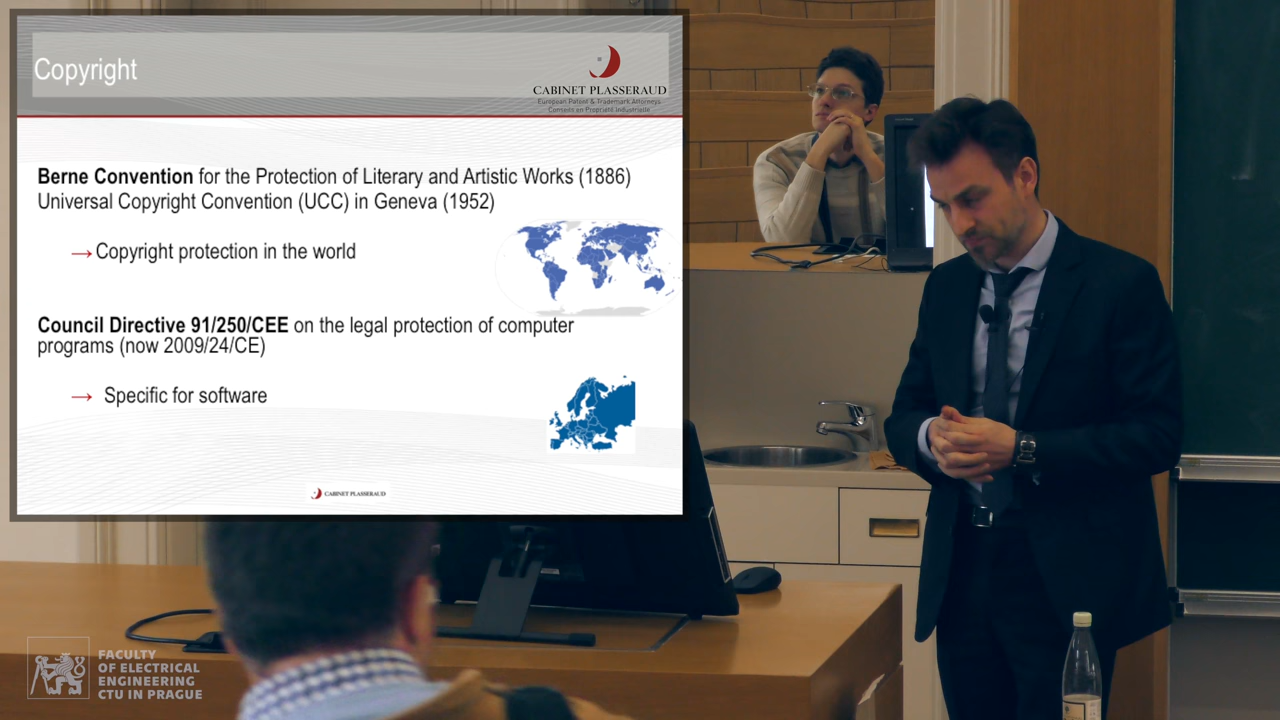 Copyright
CABINET PLASSERAUD
European Patent & Trademark Attorneys
Conseils en Propriété Industrielle
Berne Convention for the Protection of Literary and Artistic Works (1886)
Universal Copyright Convention (UCC) in Geneva (1952)
→ Copyright protection in the world
Council Directive 91/250/CEE on the legal protection of computer
programs (now 2009/24/CE)
→ Specific for software
CABINET PLASSERAUD
FACULTY
OF ELECTRICAL
ENGINEERING
CTU IN PRAGUE